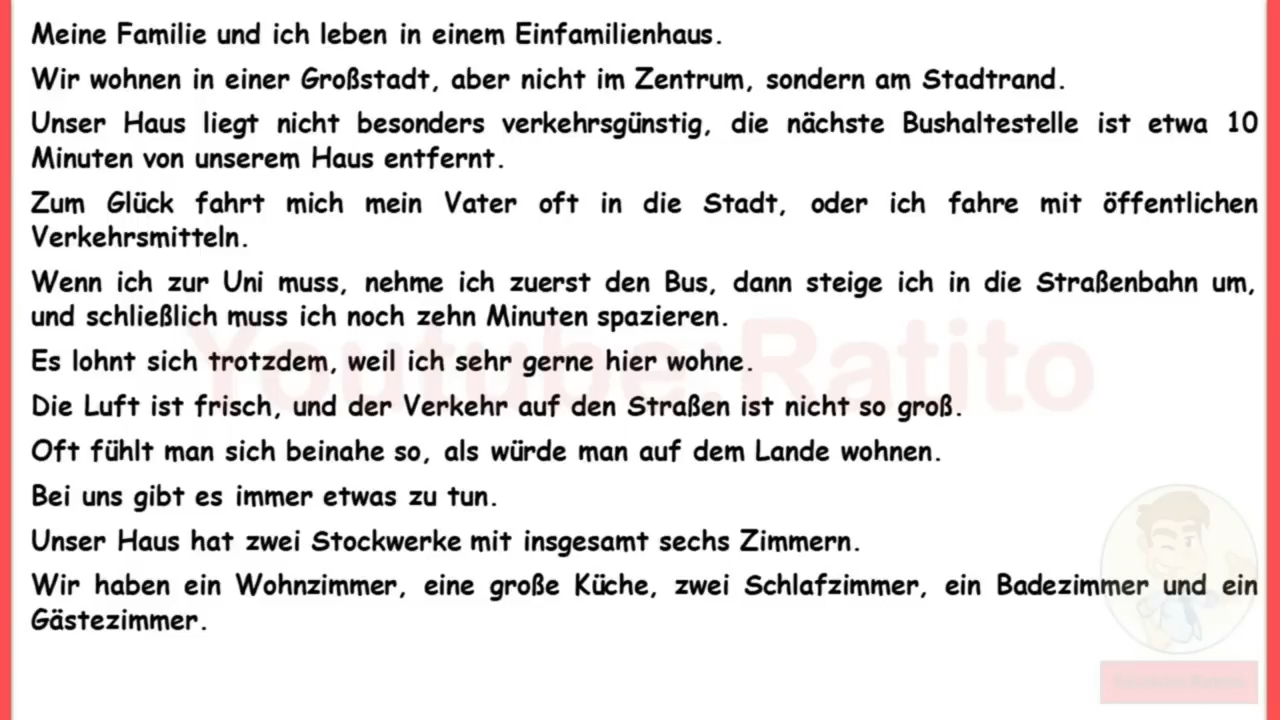 Meine Familie und ich leben in einem Einfamilienhaus.
Wir wohnen in einer Großstadt, aber nicht im Zentrum, sondern am Stadtrand.
Unser Haus liegt nicht besonders verkehrsgünstig, die nächste Bushaltestelle ist etwa 10
Minuten von unserem Haus entfernt.
Zum Glück fahrt mich mein Vater oft in die Stadt, oder ich fahre mit öffentlichen
Verkehrsmitteln.
Wenn ich zur Uni muss, nehme ich zuerst den Bus, dann steige ich in die Straßenbahn um,
und schließlich muss ich noch zehn Minuten spazieren.
Youtube:Ratito
Es lohnt sich trotzdem, weil ich sehr gerne hier wohne.
Die Luft ist frisch, und der Verkehr auf den Straßen ist nicht so groß.
Oft fühlt man sich beinahe so, als würde man auf dem Lande wohnen.
Bei uns gibt es immer etwas zu tun.
Unser Haus hat zwei Stockwerke mit insgesamt sechs Zimmern.
Wir haben ein Wohnzimmer, eine große Küche, zwei Schlafzimmer, ein Badezimmer und ein
Gästezimmer.